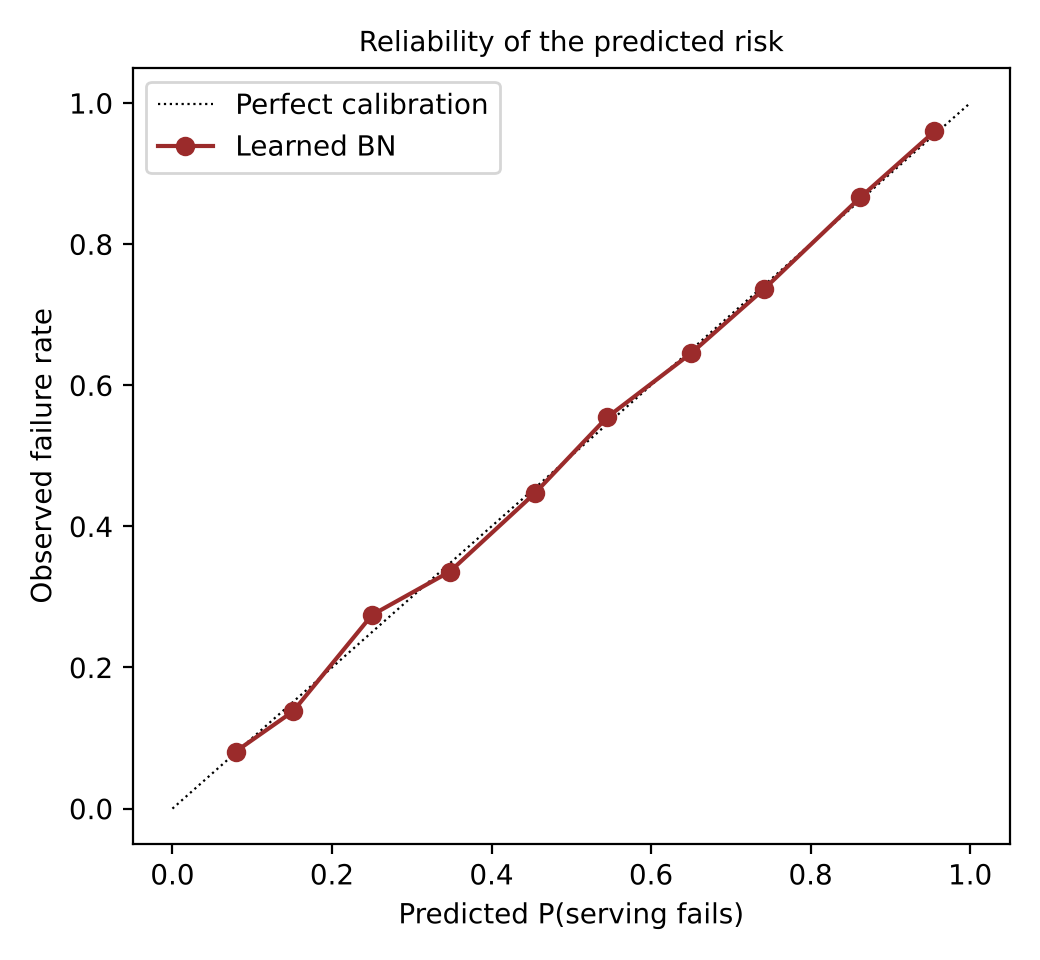 Reliability of the predicted risk
Perfect calibration
Learned BN
1.0
0.8
0.6
0.4
0.2
0.0
Observed failure rate
0.0 0.2 0.4 0.6 0.8 1.0
Predicted P(serving fails)